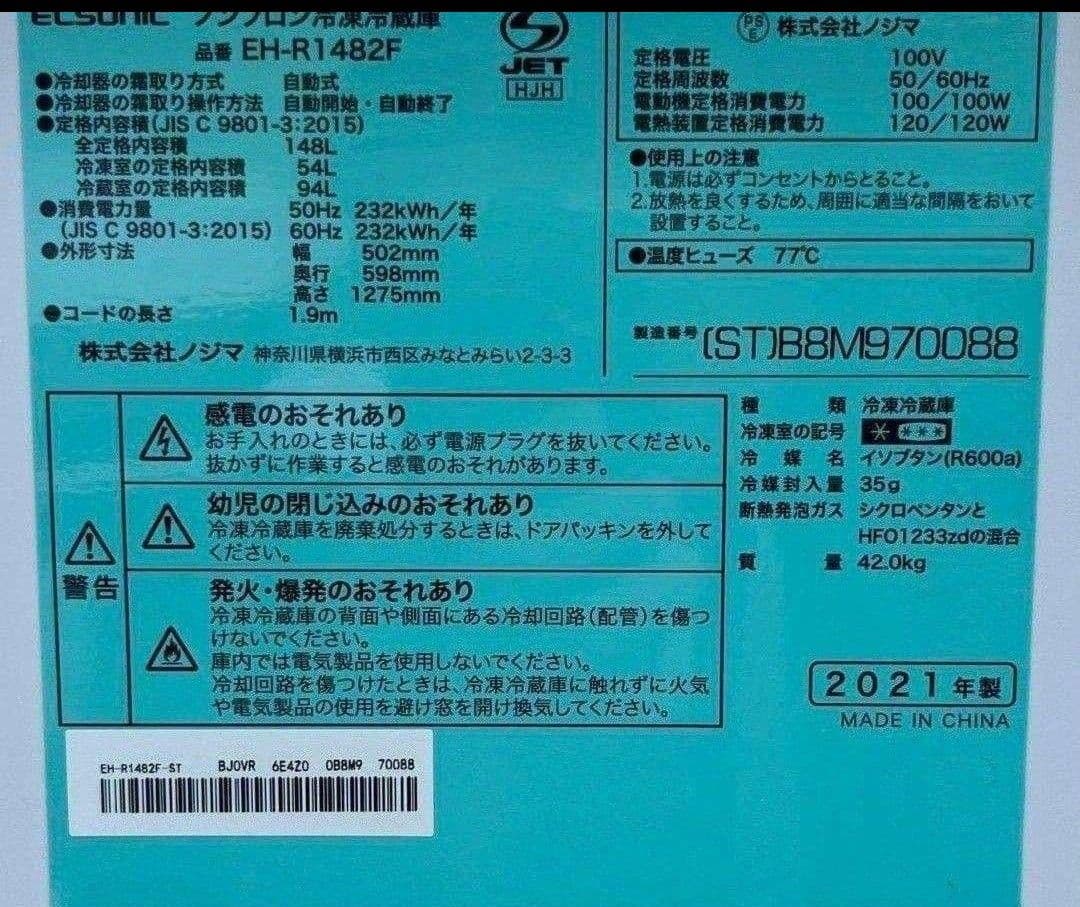 ELSONIC ノンフロン冷凍冷蔵庫
品番 EH-R1482F
●冷却器の霜取り方式 自動式
●冷却器の霜取り操作方法 自動開始・自動終了
●定格内容積(JIS C 9801-3:2015)
全定格内容積 148L
冷凍室の定格内容積 54L
冷蔵室の定格内容積 94L
●消費電力量 50Hz 232kWh/年
(JIS C 9801-3:2015) 60Hz 232kWh/年
●外形寸法 幅 502mm
奥行 598mm
高さ 1275mm
●コードの長さ 1.9m
株式会社ノジマ 神奈川県横浜市西区みなとみらい2-3-3
JET
HJH
PSE 株式会社ノジマ
定格電圧 100V
定格周波数 50/60Hz
電動機定格消費電力 100/100W
電熱装置定格消費電力 120/120W
●使用上の注意
1.電源は必ずコンセントからとること。
2.放熱を良くするため、周囲に適当な間隔をおいて
設置すること。
●温度ヒューズ 77℃
製造番号 (ST)B8M970088
警告
感電のおそれあり
お手入れのときには、必ず電源プラグを抜いてください。
抜かずに作業すると感電のおそれがあります。
幼児の閉じ込みのおそれあり
冷凍冷蔵庫を廃棄処分するときは、ドアパッキンを外して
ください。
発火・爆発のおそれあり
冷凍冷蔵庫の背面や側面にある冷却回路(配管)を傷つ
けないでください。
庫内では電気製品を使用しないでください。
冷却回路を傷つけたときは、冷凍冷蔵庫に触れずに火気
や電気製品の使用を避け窓を開け換気してください。
種類 冷凍冷蔵庫
冷凍室の記号
冷媒名 イソブタン(R600a)
冷媒封入量 35g
断熱発泡ガス シクロペンタンと
HFO1233zdの混合
質量 42.0kg
2021年製
MADE IN CHINA
EH-R1482F-ST BJ0VR 6E4Z0 0B8M9 70088